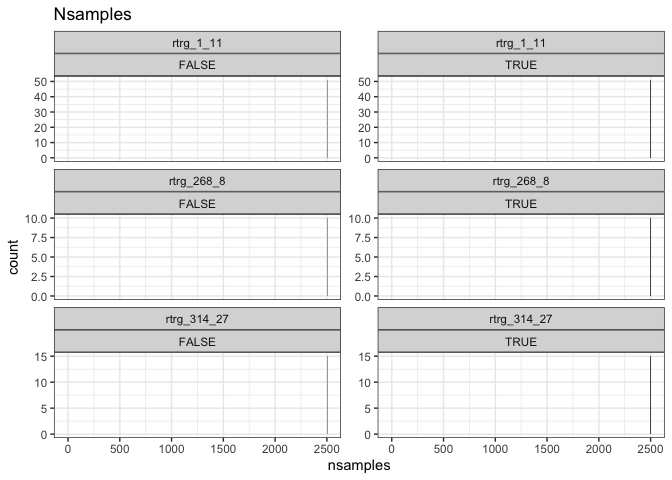 Nsamples
rtrg_1_11 rtrg_1_11
FALSE TRUE
50 50
40 40
30 30
20 20
10 10
0 0
rtrg_268_8 rtrg_268_8
FALSE TRUE
10.0 10.0
7.5 7.5
5.0 5.0
2.5 2.5
0.0 0.0
count
rtrg_314_27 rtrg_314_27
FALSE TRUE
15 15
10 10
5 5
0 0
0 500 1000 1500 2000 2500 0 500 1000 1500 2000 2500
nsamples